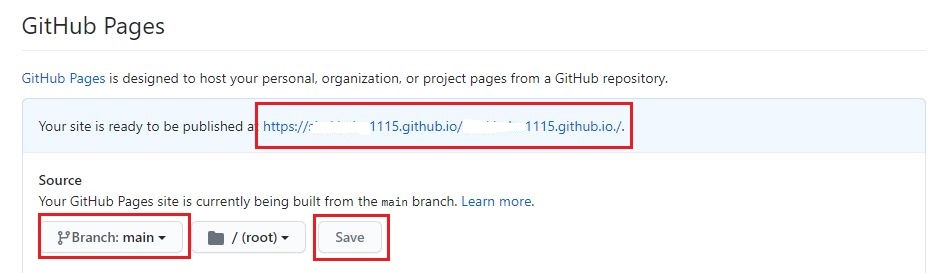 GitHub Pages
GitHub Pages is designed to host your personal, organization, or project pages from a GitHub repository.
Your site is ready to be published at https:// 1115.github.io/ 1115.github.io./.
Source
Your GitHub Pages site is currently being built from the main branch. Learn more.
Branch: main / (root) Save